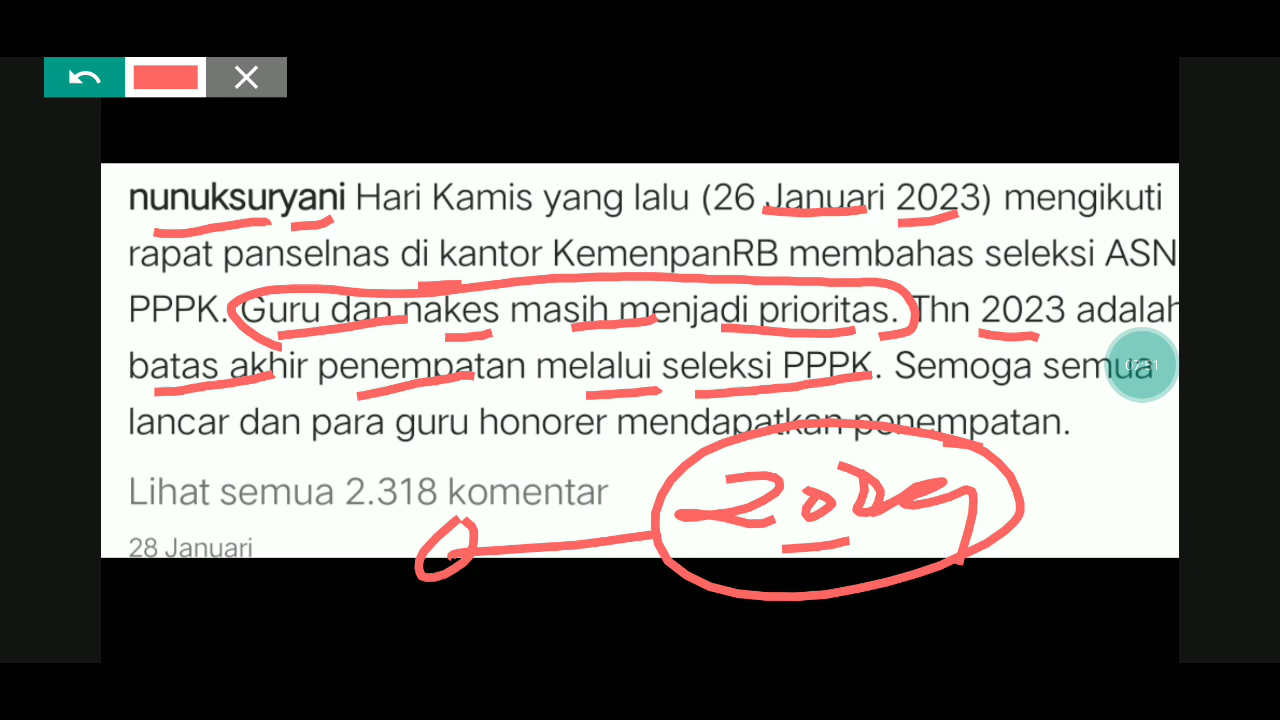 nunuksuryani Hari Kamis yang lalu (26 Januari 2023) mengikuti
rapat panselnas di kantor KemenpanRB membahas seleksi ASN
PPPK. Guru dan nakes masih menjadi prioritas. Thn 2023 adalah
batas akhir penempatan melalui seleksi PPPK. Semoga semua
lancar dan para guru honorer mendapatkan penempatan.
Lihat semua 2.318 komentar
28 Januari